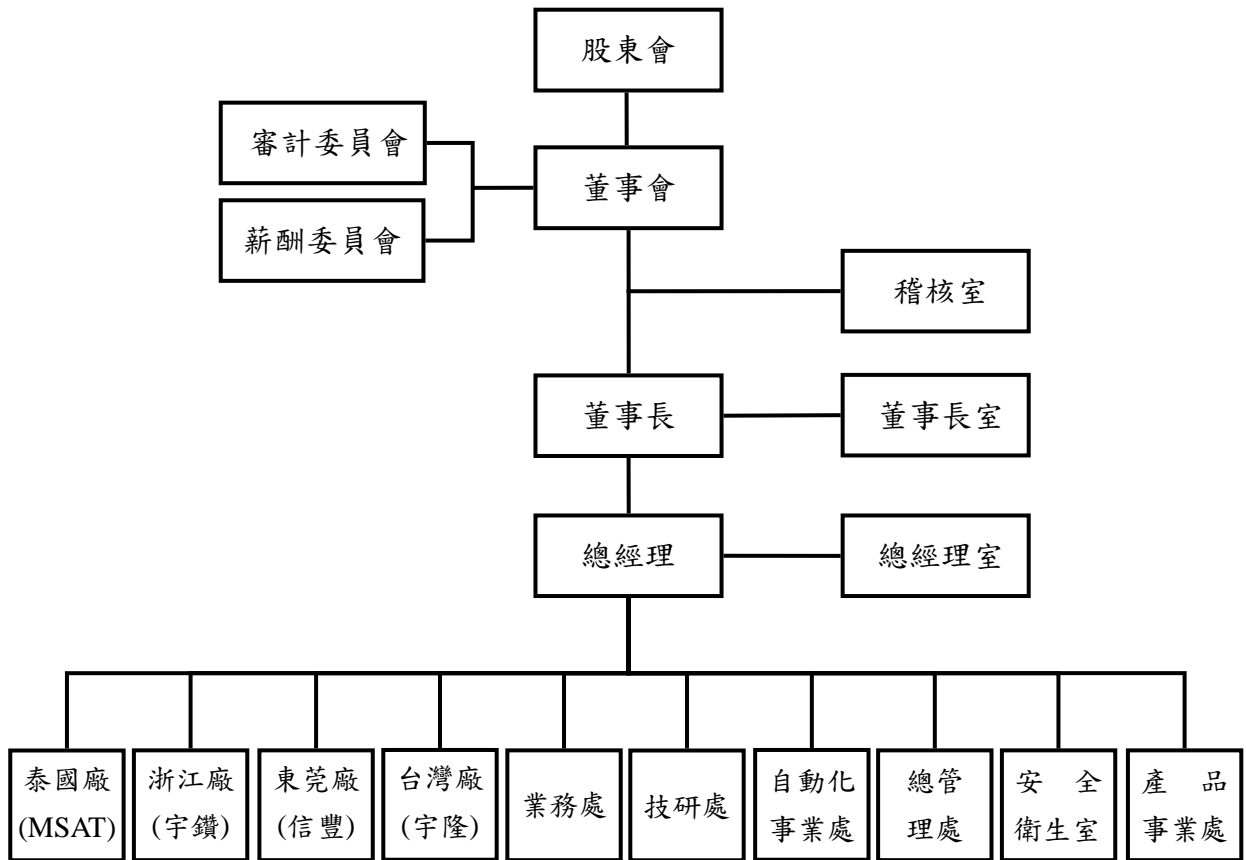 股東會
審計委員會
董事會
薪酬委員會
稽核室
董事長
董事長室
總經理
總經理室
泰國廠
(MSAT)
浙江廠
(宇鑽)
東莞廠
(信豐)
台灣廠
(宇隆)
業務處
技研處
自動化
事業處
總管
理處
安全
衛生室
產品
事業處